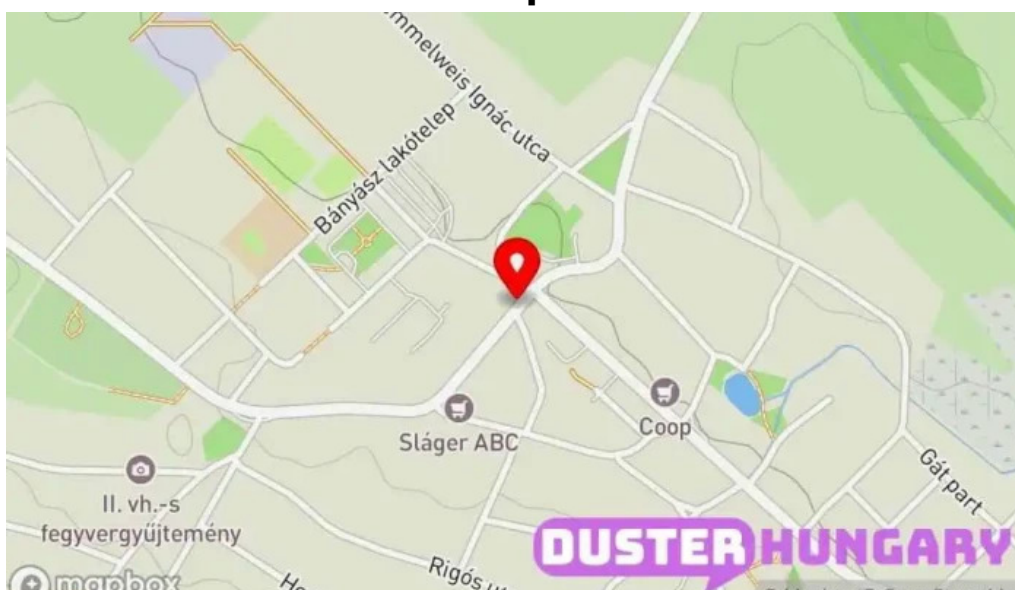 mmelweis Ignác utca
Bányász lakótelep
Sláger ABC
Coop
II. vh.-s
fegyvergyűjtemény
Gát part
Rigós
DUSTER HUNGARY
mapbox